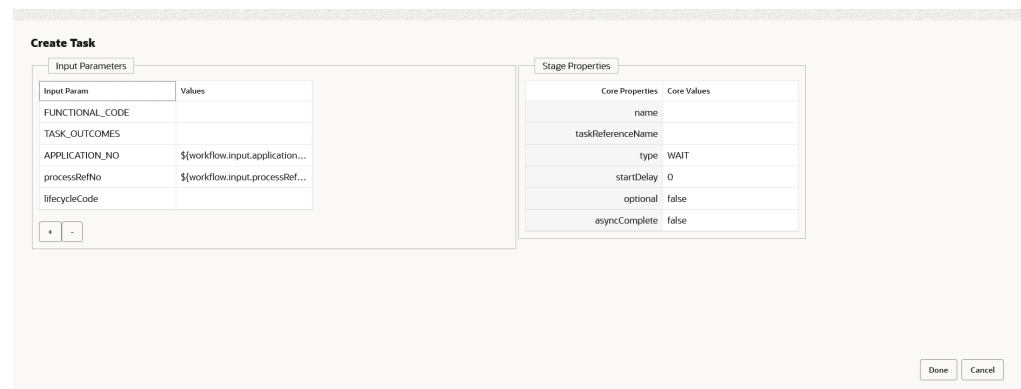 Create Task
Input Parameters
Input Param Values
FUNCTIONAL_CODE
TASK_OUTCOMES
APPLICATION_NO ${workflow.input.application...
processRefNo ${workflow.input.processRef...
lifecycleCode
+ -
Stage Properties
Core Properties Core Values
name
taskReferenceName
type WAIT
startDelay 0
optional false
asyncComplete false
Done Cancel